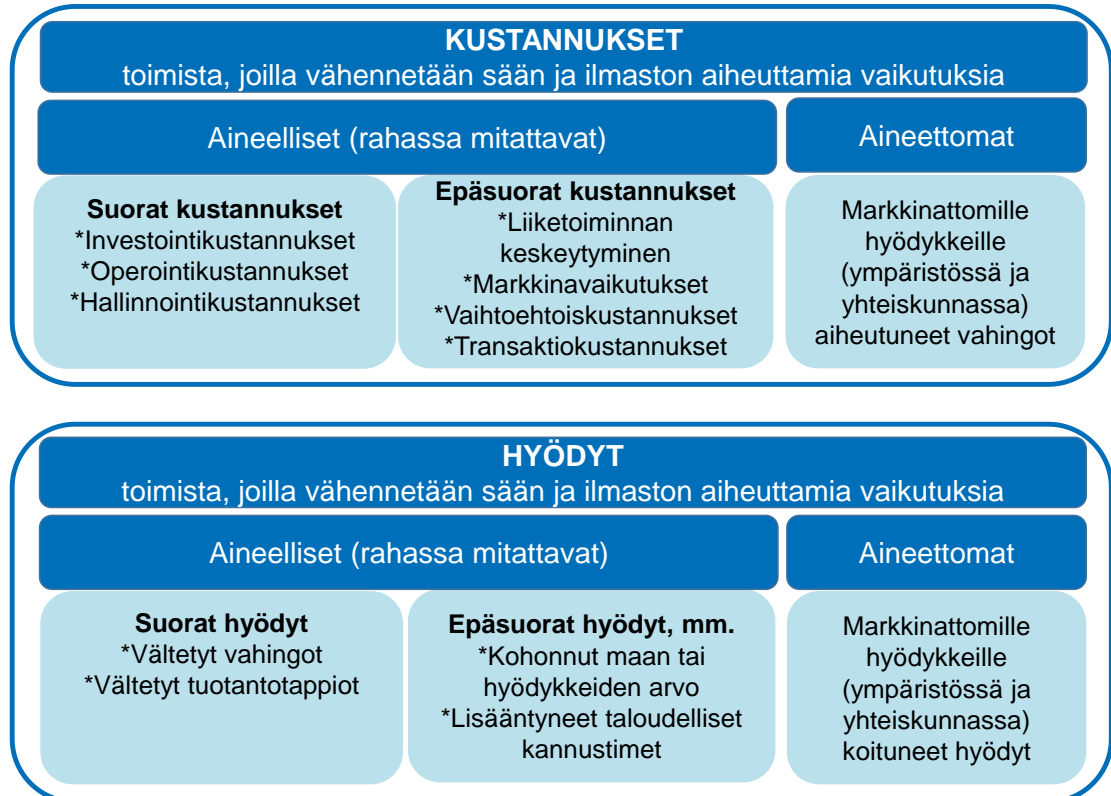 KUSTANNUKSET
toimista, joilla vähennetään sään ja ilmaston aiheuttamia vaikutuksia
Aineelliset (rahassa mitattavat)
Aineettomat
Suorat kustannukset
*Investointikustannukset
*Operointikustannukset
*Hallinnointikustannukset
Epäsuorat kustannukset
*Liiketoiminnan
keskeytyminen
*Markkinavaikutukset
*Vaihtoehtoiskustannukset
*Transaktiokustannukset
Markkinattomille
hyödykkeille
(ympäristössä ja
yhteiskunnassa)
aiheutuneet vahingot
HYÖDYT
toimista, joilla vähennetään sään ja ilmaston aiheuttamia vaikutuksia
Aineelliset (rahassa mitattavat)
Aineettomat
Suorat hyödyt
*Vältetyt vahingot
*Vältetyt tuotantotappiot
Epäsuorat hyödyt, mm.
*Kohonnut maan tai
hyödykkeiden arvo
*Lisääntyneet taloudelliset
kannustimet
Markkinattomille
hyödykkeille
(ympäristössä ja
yhteiskunnassa)
koituneet hyödyt